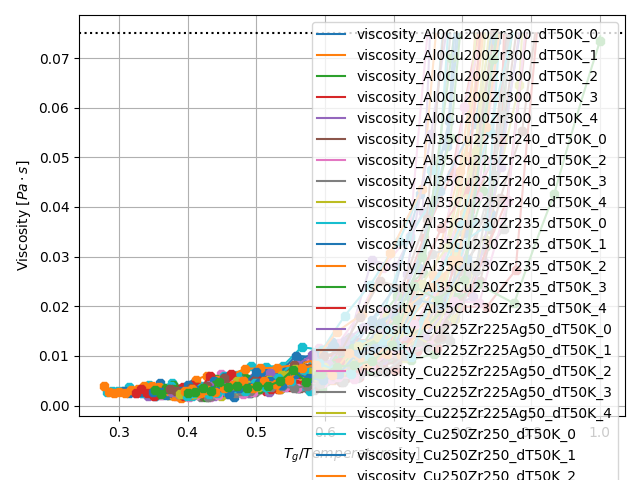 0.07
0.06
0.05
0.04
0.03
0.02
0.01
0.00
Viscosity [Pa · s]
0.3
0.4
0.5
0.6
1.0
viscosity_Al0Cu200Zr300_dT50K_0
viscosity_Al0Cu200Zr300_dT50K_1
viscosity_Al0Cu200Zr300_dT50K_2
viscosity_Al0Cu200Zr300_dT50K_3
viscosity_Al0Cu200Zr300_dT50K_4
viscosity_Al35Cu225Zr240_dT50K_0
viscosity_Al35Cu225Zr240_dT50K_2
viscosity_Al35Cu225Zr240_dT50K_3
viscosity_Al35Cu225Zr240_dT50K_4
viscosity_Al35Cu230Zr235_dT50K_0
viscosity_Al35Cu230Zr235_dT50K_1
viscosity_Al35Cu230Zr235_dT50K_2
viscosity_Al35Cu230Zr235_dT50K_3
viscosity_Al35Cu230Zr235_dT50K_4
viscosity_Cu225Zr225Ag50_dT50K_0
viscosity_Cu225Zr225Ag50_dT50K_1
viscosity_Cu225Zr225Ag50_dT50K_2
viscosity_Cu225Zr225Ag50_dT50K_3
viscosity_Cu225Zr225Ag50_dT50K_4
viscosity_Cu250Zr250_dT50K_0
viscosity_Cu250Zr250_dT50K_1
viscosity_Cu250Zr250_dT50K_2